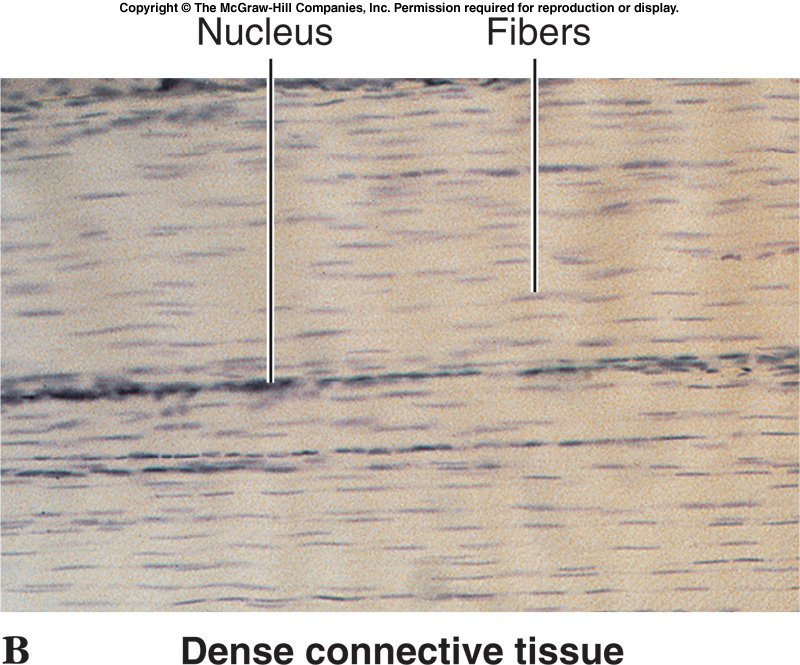 Copyright © The McGraw-Hill Companies, Inc. Permission required for reproduction or display.
Nucleus Fibers
B Dense connective tissue